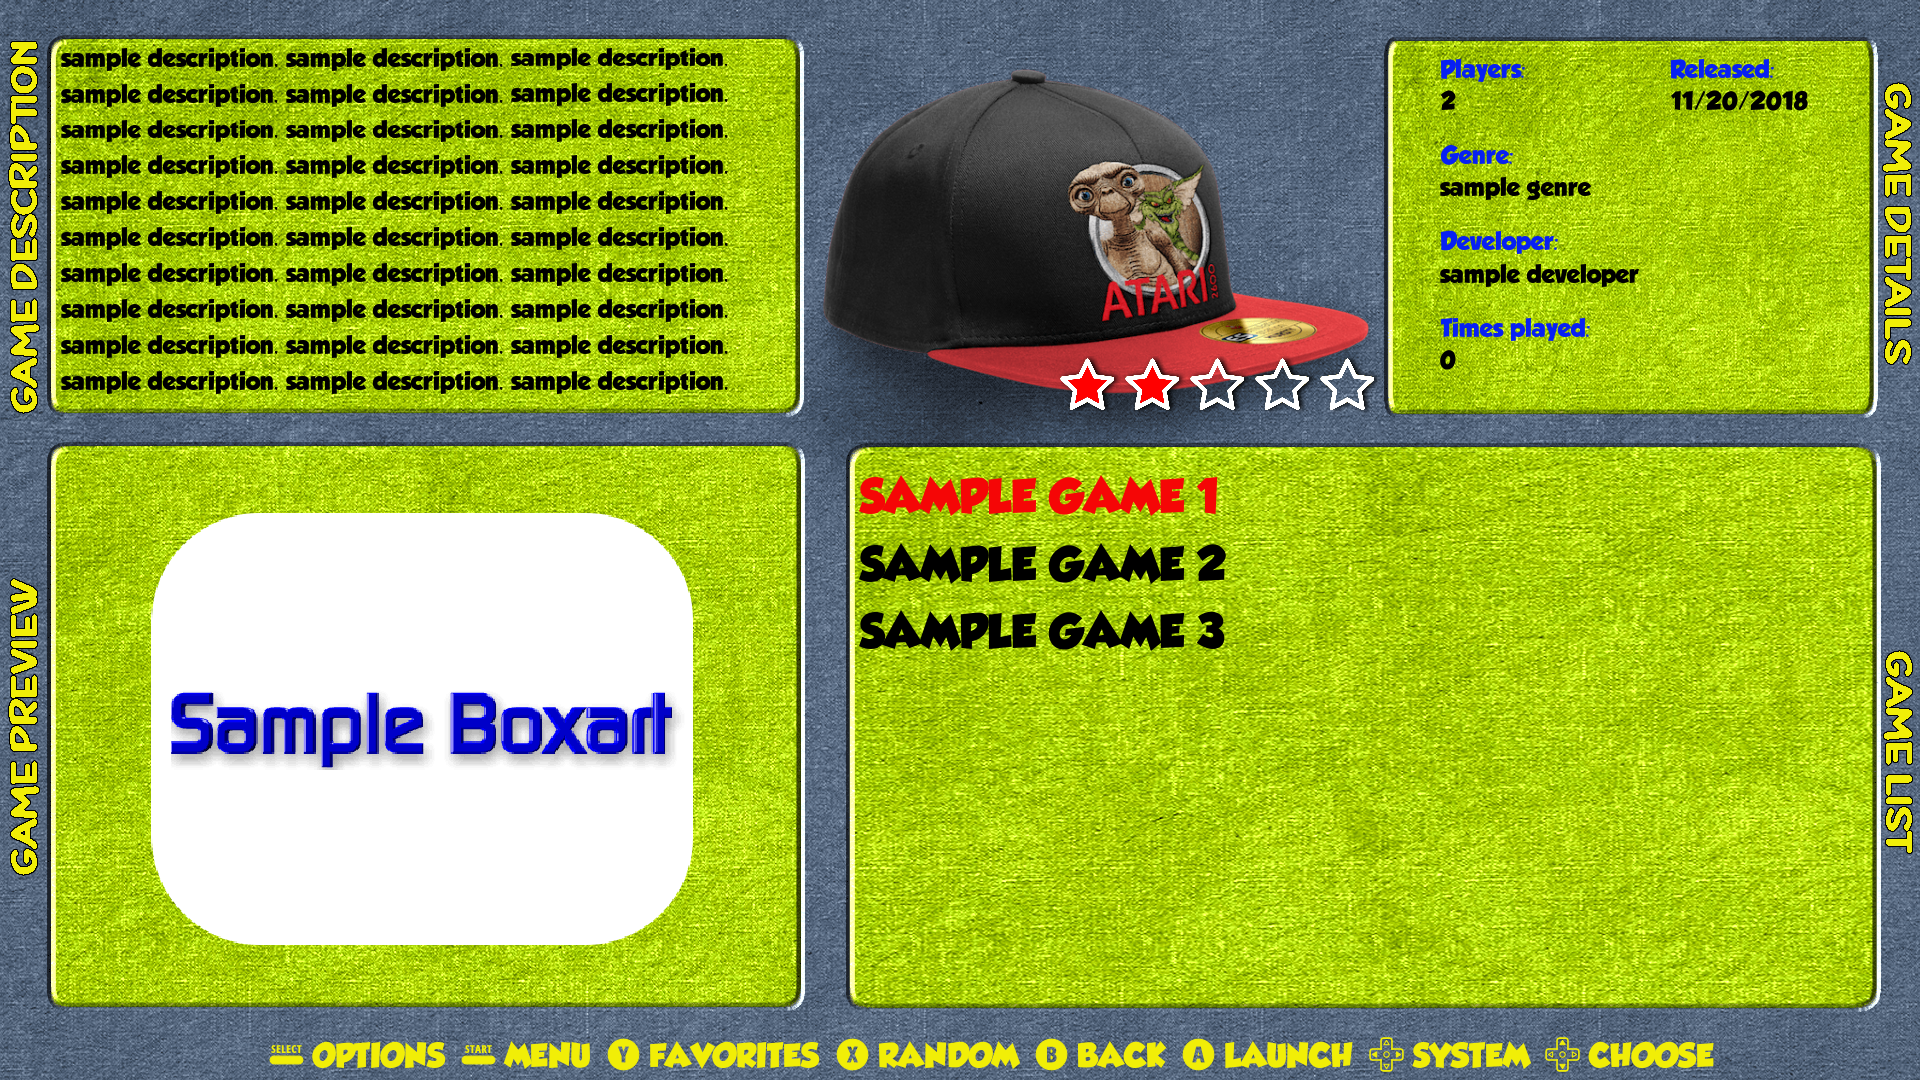 GAME DESCRIPTION
sample description. sample description. sample description.
sample description. sample description. sample description.
sample description. sample description. sample description.
sample description. sample description. sample description.
sample description. sample description. sample description.
sample description. sample description. sample description.
sample description. sample description. sample description.
sample description. sample description. sample description.
sample description. sample description. sample description.
sample description. sample description. sample description.
ATARI 2600
Players:
2
Released:
11/20/2018
Genre:
sample genre
Developer:
sample developer
Times played:
0
GAME DETAILS
GAME PREVIEW
Sample Boxart
SAMPLE GAME 1
SAMPLE GAME 2
SAMPLE GAME 3
GAME LIST
SELECT OPTIONS START MENU Y FAVORITES X RANDOM B BACK A LAUNCH SYSTEM CHOOSE